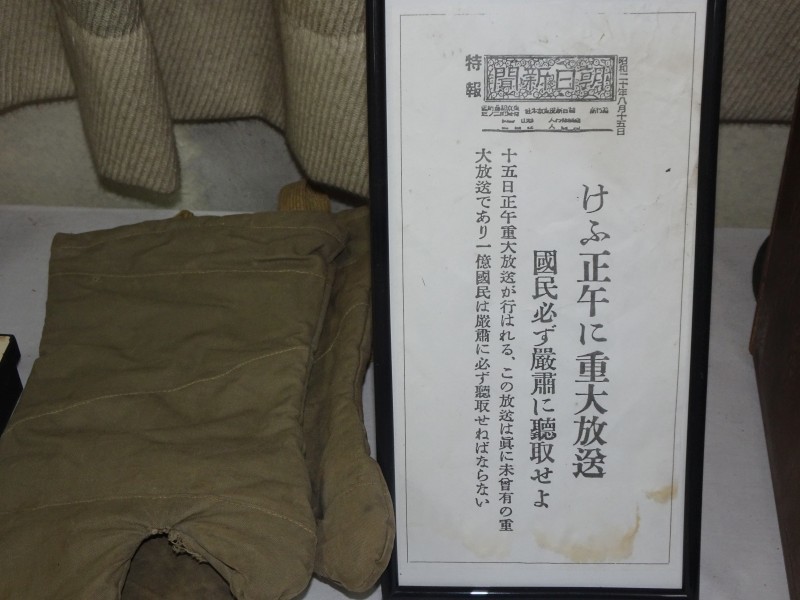 特報
朝日新聞
昭和二十年八月十五日
けふ正午に重大放送
國民必ず嚴肅に聽取せよ
十五日正午重大放送が行はれる、この放送は眞に未曾有の重
大放送であり一億國民は嚴肅に必ず聽取せねばならない